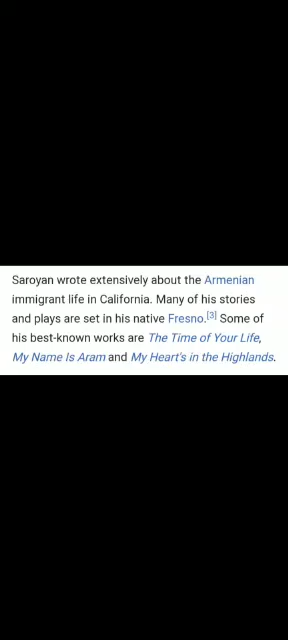 Saroyan wrote extensively about the Armenian
immigrant life in California. Many of his stories
and plays are set in his native Fresno.[3] Some of
his best-known works are The Time of Your Life,
My Name Is Aram and My Heart's in the Highlands.